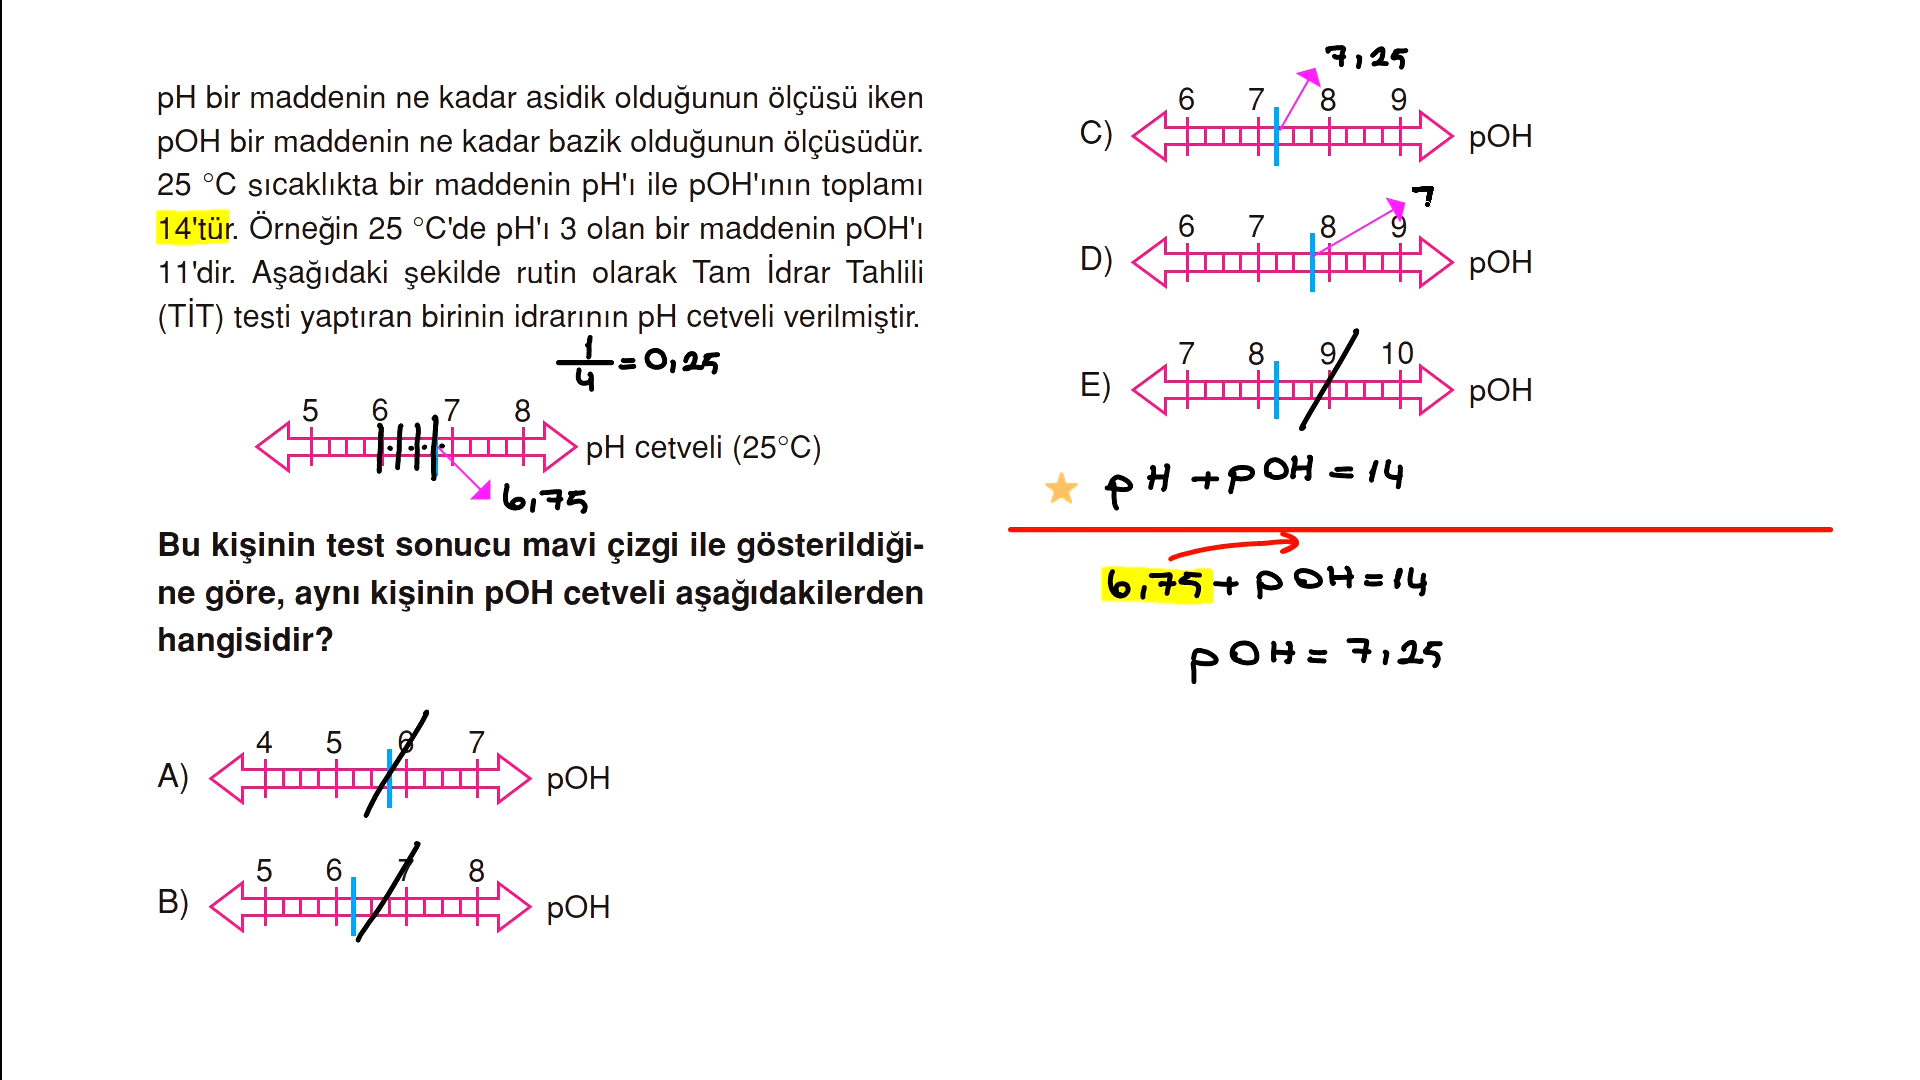 pH bir maddenin ne kadar asidik olduğunun ölçüsü iken
pOH bir maddenin ne kadar bazik olduğunun ölçüsüdür.
25 °C sıcaklıkta bir maddenin pH'ı ile pOH'ının toplamı
14'tür. Örneğin 25 °C'de pH'ı 3 olan bir maddenin pOH'ı
11'dir. Aşağıdaki şekilde rutin olarak Tam İdrar Tahlili
(TİT) testi yaptıran birinin idrarının pH cetveli verilmiştir.
1/4 = 0,25
5 6 7 8
pH cetveli (25°C)
6,75
Bu kişinin test sonucu mavi çizgi ile gösterildiği-
ne göre, aynı kişinin pOH cetveli aşağıdakilerden
hangisidir?
4 5 6 7
A) pOH
5 6 7 8
B) pOH
7,25
6 7 8 9
C) pOH
7
6 7 8 9
D) pOH
7 8 9 10
E) pOH
pH + pOH = 14
6,75 + pOH = 14
pOH = 7,25